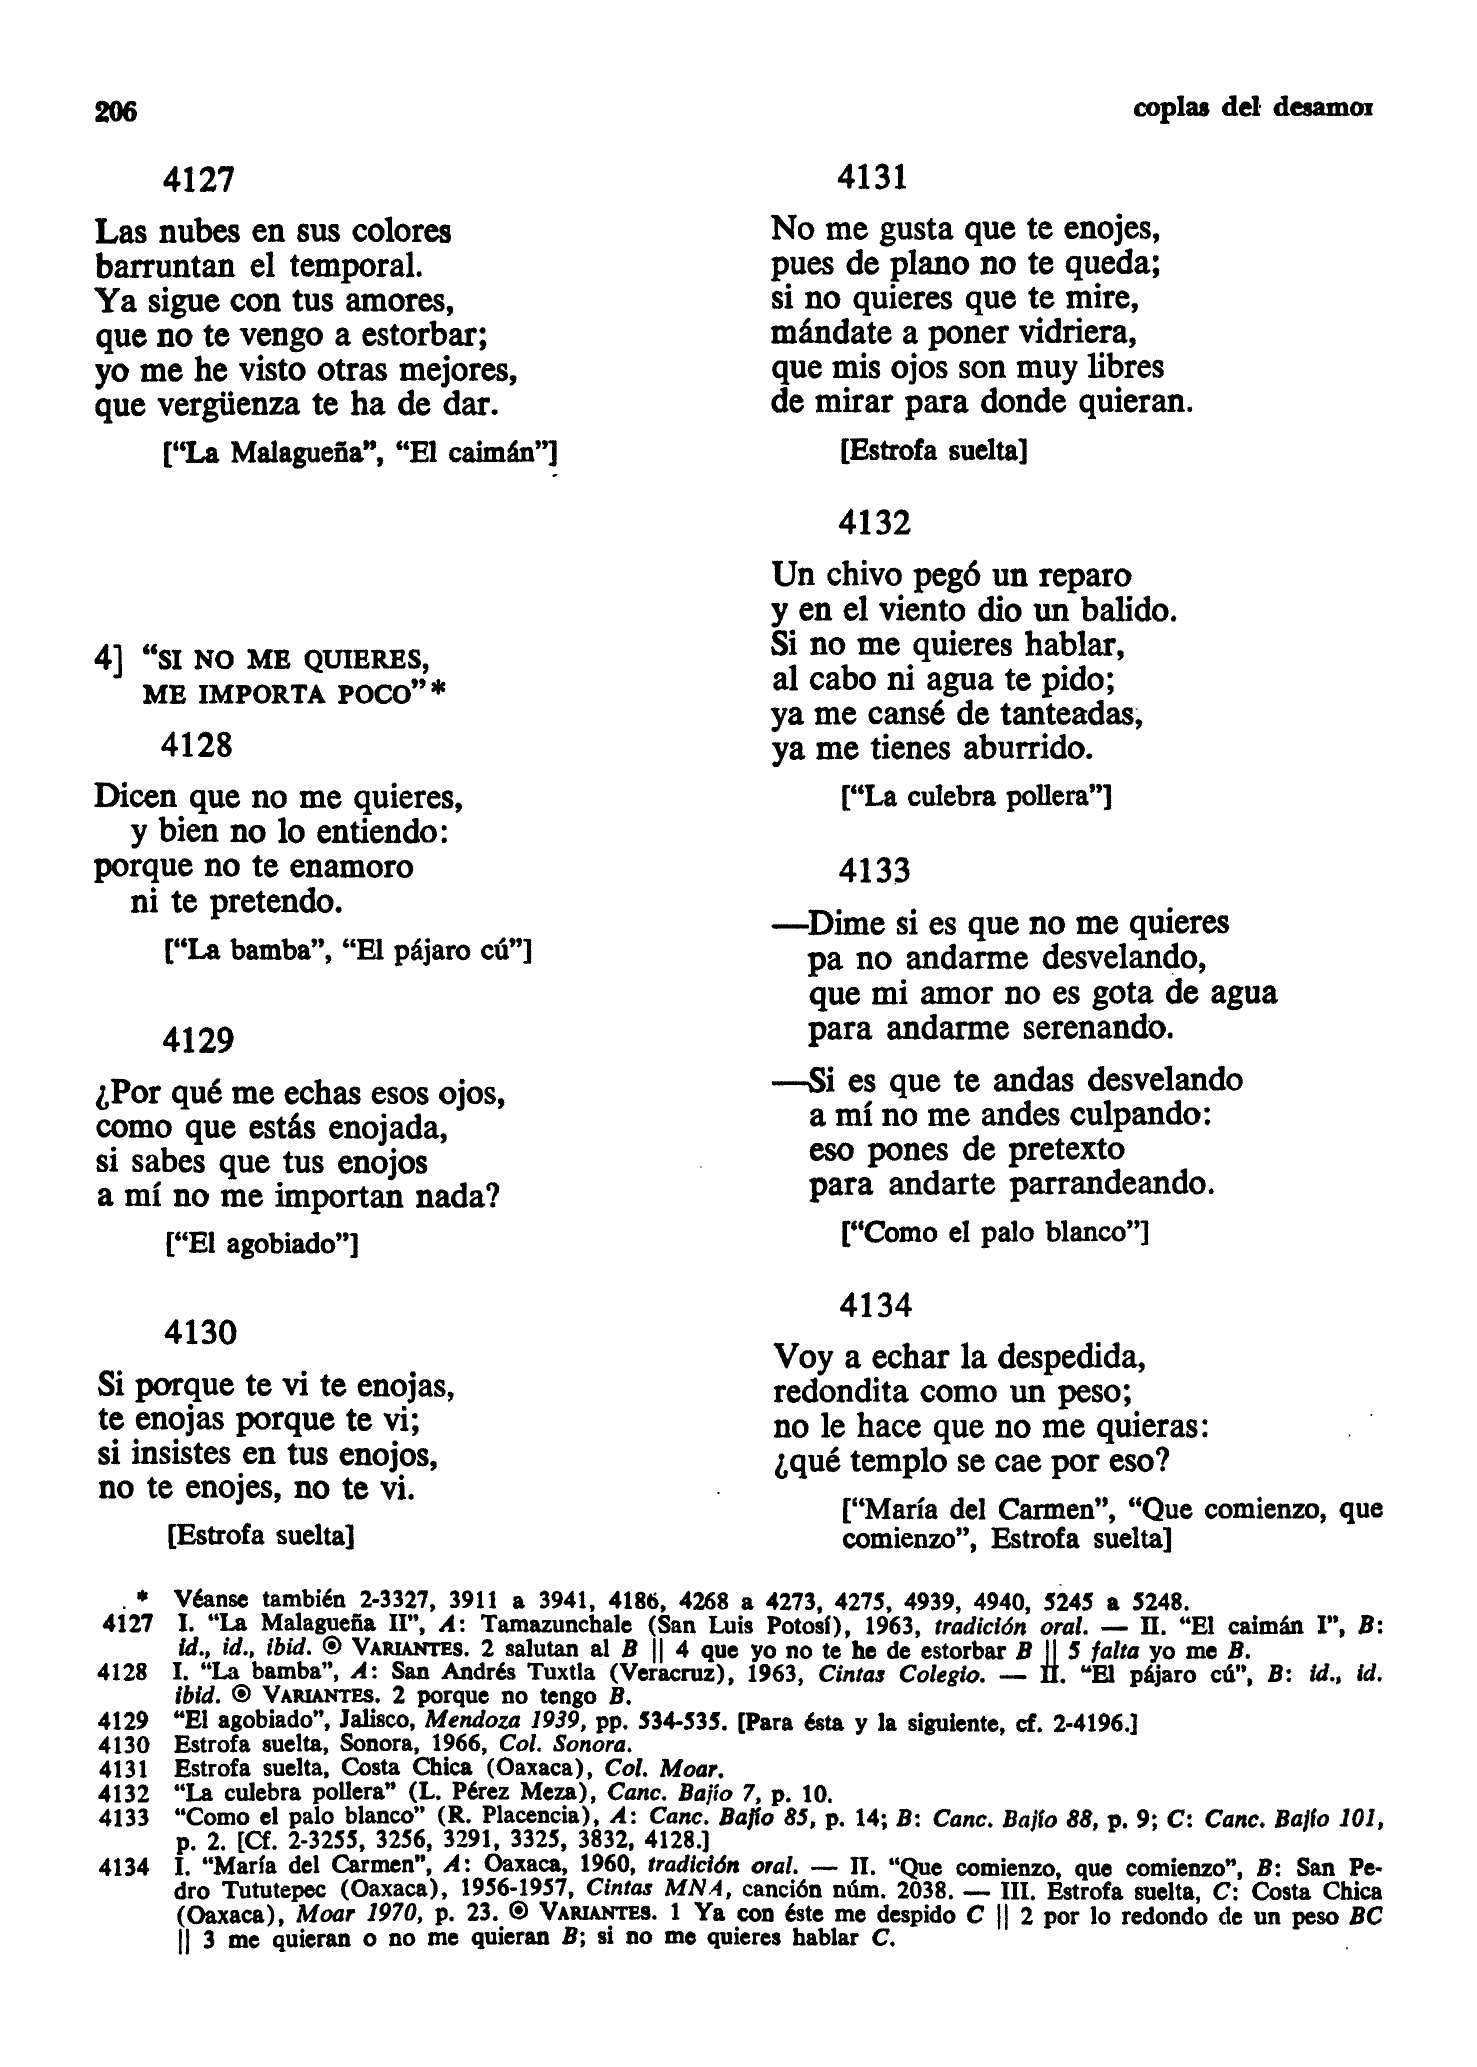 206
coplas del desamor
4127
Las nubes en sus colores
barruntan el temporal.
Ya sigue con tus amores,
que no te vengo a estorbar;
yo me he visto otras mejores,
que vergüenza te ha de dar.
[“La Malagueña”, “El caimán”]
4] “SI NO ME QUIERES,
ME IMPORTA POCO”*
4128
Dicen que no me quieres,
y bien no lo entiendo:
porque no te enamoro
ni te pretendo.
[“La bamba”, “El pájaro cú”]
4129
¿Por qué me echas esos ojos,
como que estás enojada,
si sabes que tus enojos
a mí no me importan nada?
[“El agobiado”]
4130
Si porque te vi te enojas,
te enojas porque te vi;
si insistes en tus enojos,
no te enojes, no te vi.
[Estrofa suelta]
4131
No me gusta que te enojes,
pues de plano no te queda;
si no quieres que te mire,
mándate a poner vidriera,
que mis ojos son muy libres
de mirar para donde quieran.
[Estrofa suelta]
4132
Un chivo pegó un reparo
y en el viento dio un balido.
Si no me quieres hablar,
al cabo ni agua te pido;
ya me cansé de tanteadas,
ya me tienes aburrido.
[“La culebra pollera”]
4133
—Dime si es que no me quieres
pa no andarme desvelando,
que mi amor no es gota de agua
para andarme serenando.
—Si es que te andas desvelando
a mí no me andes culpando:
eso pones de pretexto
para andarte parrandeando.
[“Como el palo blanco”]
4134
Voy a echar la despedida,
redondita como un peso;
no le hace que no me quieras:
¿qué templo se cae por eso?
[“María del Carmen”, “Que comienzo, que
comienzo”, Estrofa suelta]
* Véanse también 2-3327, 3911 a 3941, 4186, 4268 a 4273, 4275, 4939, 4940, 5245 a 5248.
4127 I. “La Malagueña II”, A: Tamazunchale (San Luis Potosí), 1963, tradición oral. — II. “El caimán I”, B:
id., id., ibid. ⊙ VARIANTES. 2 salutan al B || 4 que yo no te he de estorbar B || 5 falta yo me B.
4128 I. “La bamba”, A: San Andrés Tuxtla (Veracruz), 1963, Cintas Colegio. — II. “El pájaro cú”, B: id., id.
ibid. ⊙ VARIANTES. 2 porque no tengo B.
4129 “El agobiado”, Jalisco, Mendoza 1939, pp. 534-535. [Para ésta y la siguiente, cf. 2-4196.]
4130 Estrofa suelta, Sonora, 1966, Col. Sonora.
4131 Estrofa suelta, Costa Chica (Oaxaca), Col. Moar.
4132 “La culebra pollera” (L. Pérez Meza), Canc. Bajío 7, p. 10.
4133 “Como el palo blanco” (R. Placencia), A: Canc. Bajío 85, p. 14; B: Canc. Bajío 88, p. 9; C: Canc. Bajío 101,
p. 2. [Cf. 2-3255, 3256, 3291, 3325, 3832, 4128.]
4134 I. “María del Carmen”, A: Oaxaca, 1960, tradición oral. — II. “Que comienzo, que comienzo”, B: San Pe-
dro Tututepec (Oaxaca), 1956-1957, Cintas MNA, canción núm. 2038. — III. Estrofa suelta, C: Costa Chica
(Oaxaca), Moar 1970, p. 23. ⊙ VARIANTES. 1 Ya con éste me despido C || 2 por lo redondo de un peso BC
|| 3 me quieran o no me quieran B; si no me quieres hablar C.